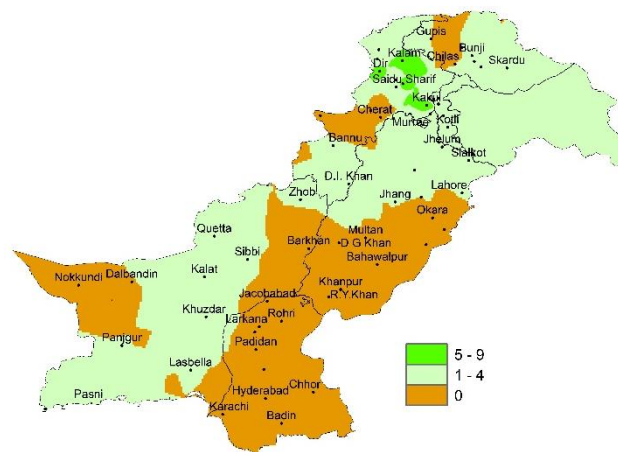 Gupis
Kalam
Chilas
Bunji
Skardu
Dir
Saidu Sharif
Kakul
Cherat
Murree
Kotli
Bannu
Jhelum
Sialkot
D.I. Khan
Zhob
Jhang
Lahore
Okara
Quetta
Multan
Barkhan
D G Khan
Sibbi
Bahawalpur
Nokkundi
Dalbandin
Kalat
Khanpur
Jacobabad
R.Y.Khan
Khuzdar
Larkana
Rohri
Panjgur
Padidan
5 - 9
Lasbella
1 - 4
Pasni
Hyderabad
Chhor
0
Karachi
Badin